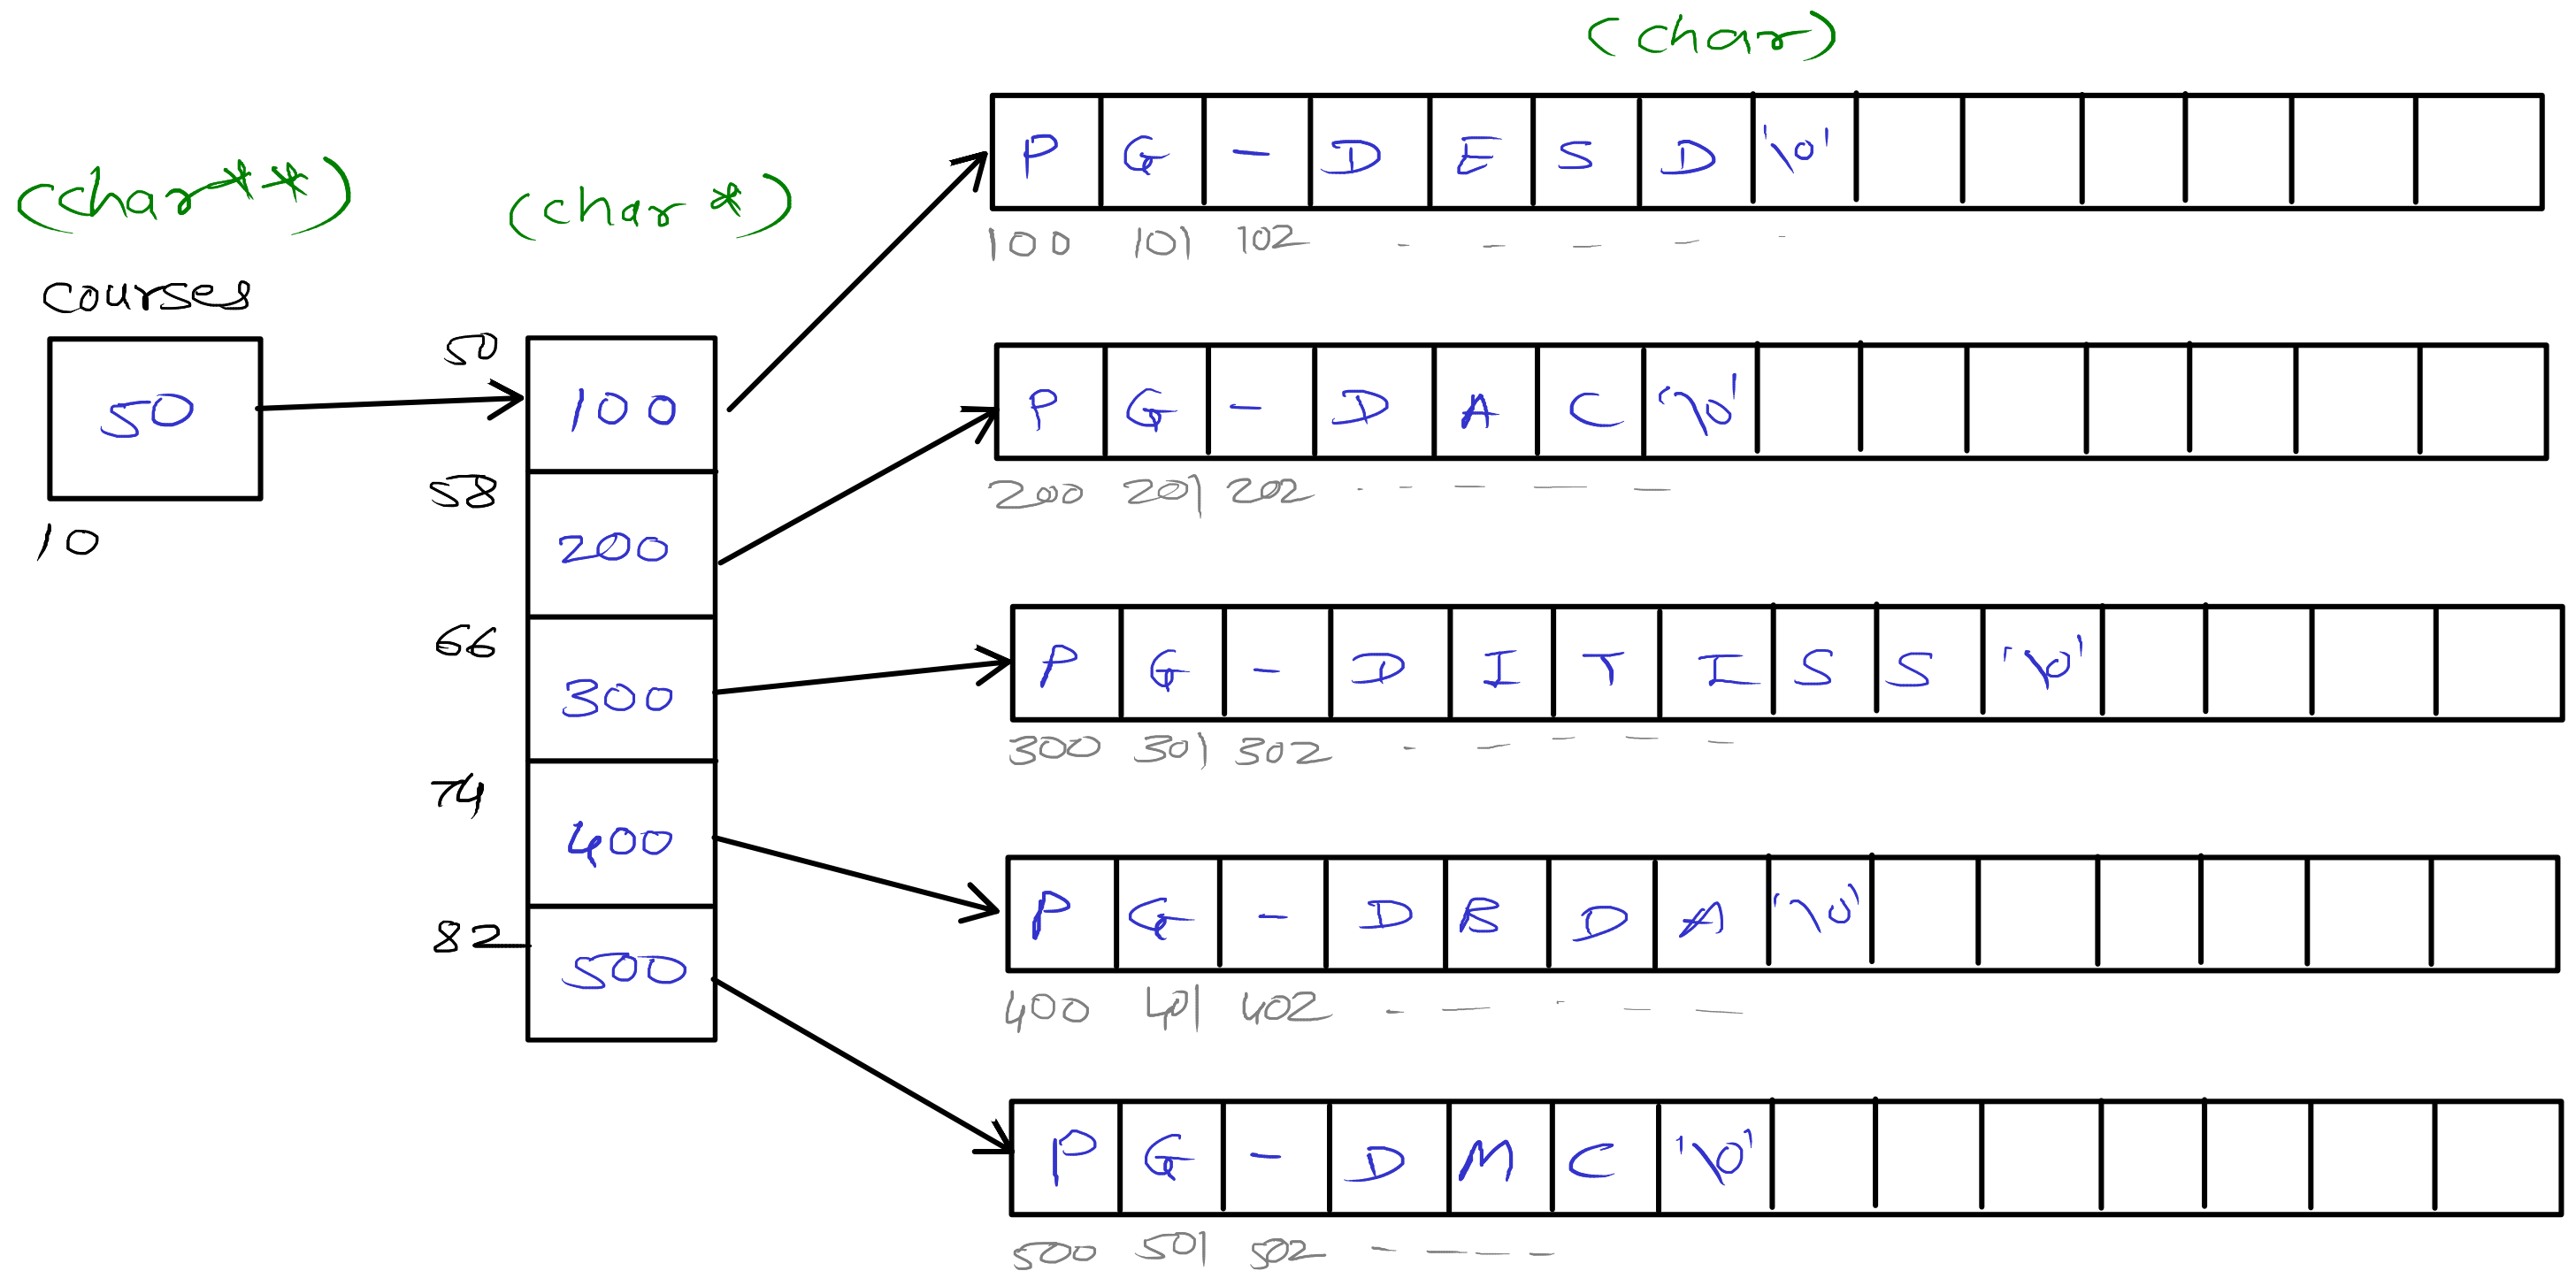 (char)
(char**)
(char *)
P G - D E S D '\0'
100 101 102 - - - - -
courses
50
50 100
P G - D A C '\0'
58 200
200 201 202 - - - - -
10
66 300
P G - D I T I S S '\0'
300 301 302 - - - - -
74 400
P G - D B D A '\0'
400 401 402 - - - - -
82 500
P G - D M C '\0'
500 501 502 - - - -